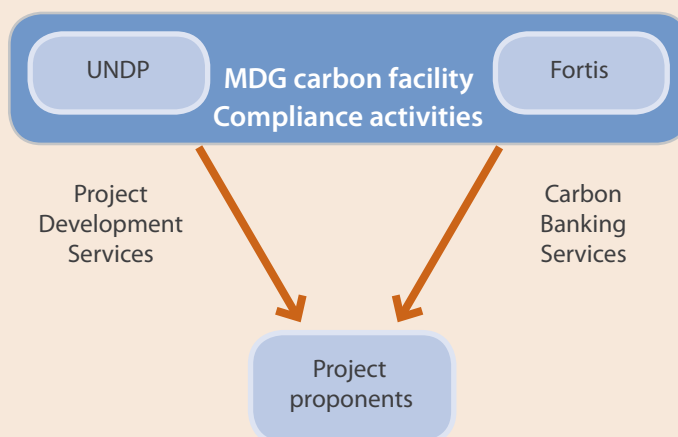 UNDP
MDG carbon facility
Compliance activities
Fortis
Project
Development
Services
Carbon
Banking
Services
Project
proponents